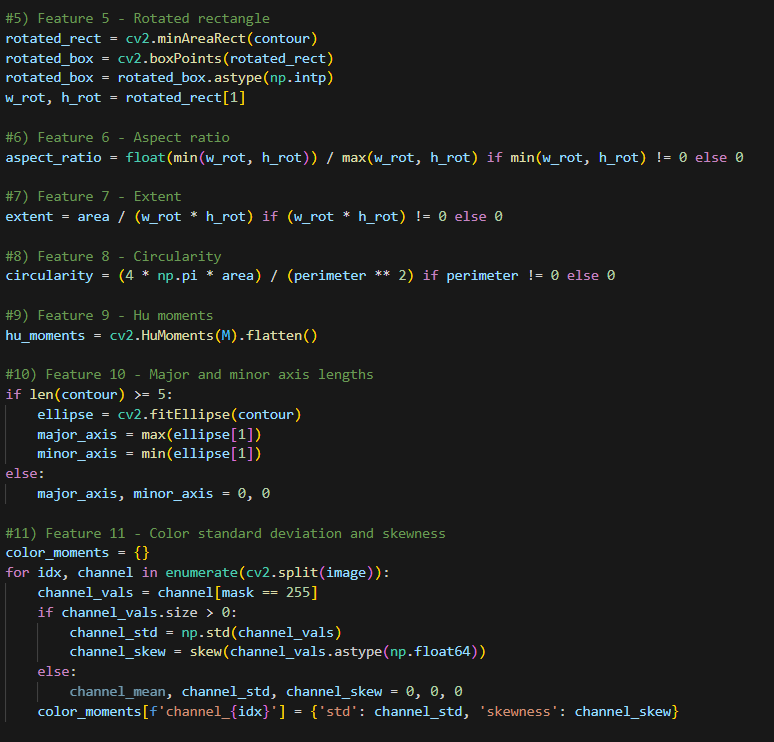 #5) Feature 5 - Rotated rectangle
rotated_rect = cv2.minAreaRect(contour)
rotated_box = cv2.boxPoints(rotated_rect)
rotated_box = rotated_box.astype(np.intp)
w_rot, h_rot = rotated_rect[1]

#6) Feature 6 - Aspect ratio
aspect_ratio = float(min(w_rot, h_rot)) / max(w_rot, h_rot) if min(w_rot, h_rot) != 0 else 0

#7) Feature 7 - Extent
extent = area / (w_rot * h_rot) if (w_rot * h_rot) != 0 else 0

#8) Feature 8 - Circularity
circularity = (4 * np.pi * area) / (perimeter ** 2) if perimeter != 0 else 0

#9) Feature 9 - Hu moments
hu_moments = cv2.HuMoments(M).flatten()

#10) Feature 10 - Major and minor axis lengths
if len(contour) >= 5:
    ellipse = cv2.fitEllipse(contour)
    major_axis = max(ellipse[1])
    minor_axis = min(ellipse[1])
else:
    major_axis, minor_axis = 0, 0

#11) Feature 11 - Color standard deviation and skewness
color_moments = {}
for idx, channel in enumerate(cv2.split(image)):
    channel_vals = channel[mask == 255]
    if channel_vals.size > 0:
        channel_std = np.std(channel_vals)
        channel_skew = skew(channel_vals.astype(np.float64))
    else:
        channel_mean, channel_std, channel_skew = 0, 0, 0
    color_moments[f'channel_{idx}'] = {'std': channel_std, 'skewness': channel_skew}